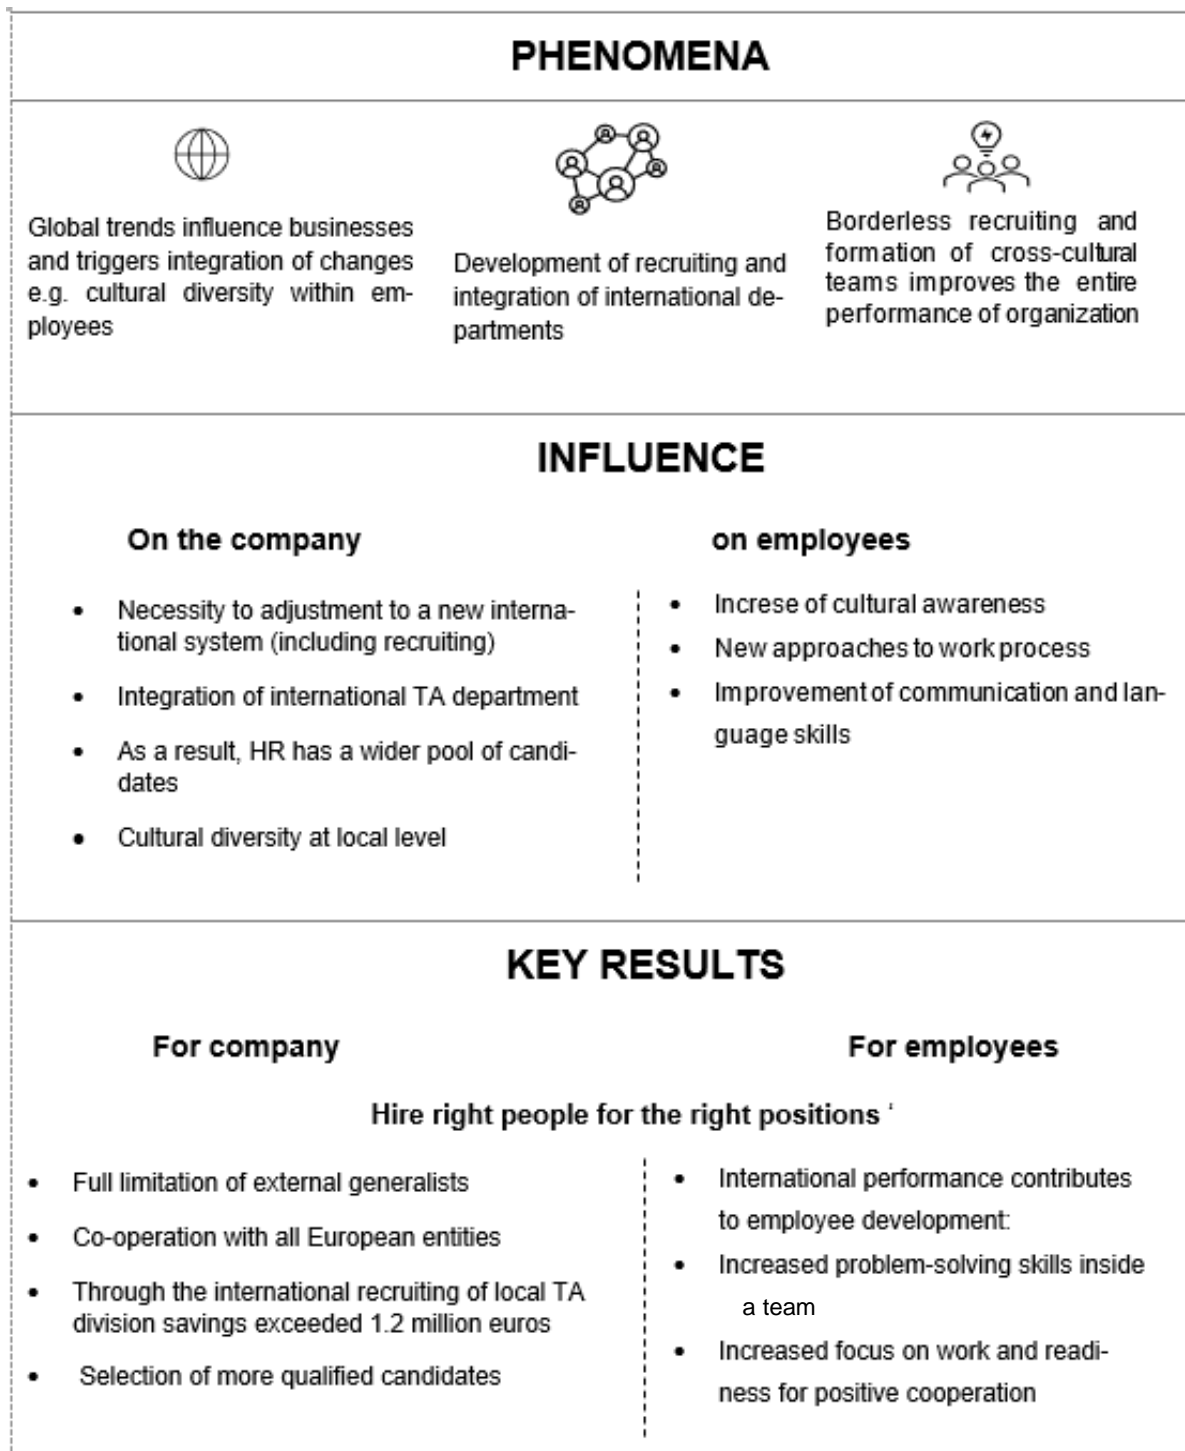 PHENOMENA
Global trends influence businesses
and triggers integration of changes
e.g. cultural diversity within em-
ployees
Development of recruiting and
integration of international de-
partments
Borderless recruiting and
formation of cross-cultural
teams improves the entire
performance of organization
INFLUENCE
On the company
• Necessity to adjustment to a new interna-
tional system (including recruiting)
• Integration of international TA department
• As a result, HR has a wider pool of candi-
dates
• Cultural diversity at local level
on employees
• Increse of cultural awareness
• New approaches to work process
• Improvement of communication and lan-
guage skills
KEY RESULTS
For company
For employees
Hire right people for the right positions ‘
• Full limitation of external generalists
• Co-operation with all European entities
• Through the international recruiting of local TA
division savings exceeded 1.2 million euros
• Selection of more qualified candidates
• International performance contributes
to employee development:
• Increased problem-solving skills inside
a team
• Increased focus on work and readi-
ness for positive cooperation